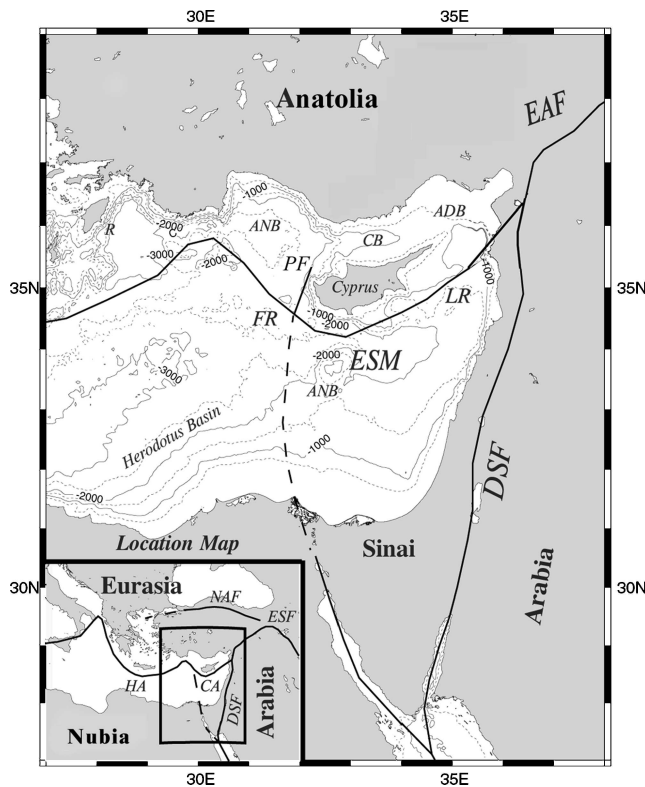 30E
35E
Anatolia
EAF
-1000
R
-2000
C
ANB
ADB
CB
-3000
-2000
PF
-1000
Cyprus
35N
35N
LR
FR
-1000
-2000
-2000
ESM
-3000
ANB
Herodotus Basin
-1000
DSF
-2000
Location Map
Sinai
Arabia
30N
30N
Eurasia
NAF
ESF
HA
CA
DSF
Arabia
Nubia
30E
35E